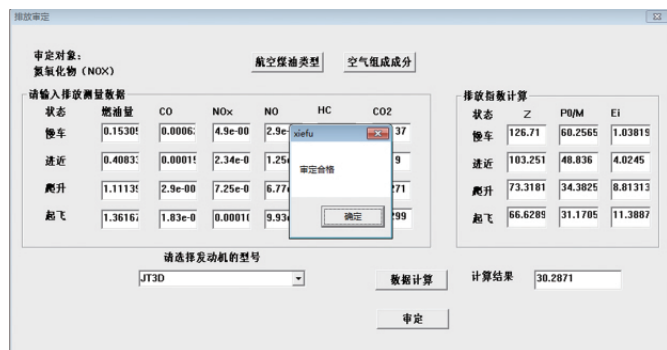 排放审定
审定对象:
氮氧化物 (NOX)
航空煤油类型 空气组成成分
请输入排放测量数据
状态 燃油量 CO NOx NO HC CO2
慢车 0.1530 0.0006 4.9e-00 2.9e- 37
进近 0.4083 0.0001 2.34e-0 1.25 9
爬升 1.1113 2.9e-00 7.25e-0 6.77 271
起飞 1.3616 1.83e-0 0.0001 9.93 299
xiefu
审定合格
确定
排放指数计算
状态 Z P0/M Ei
慢车 126.71 60.2565 1.03819
进近 103.251 48.836 4.0245
爬升 73.3181 34.3825 8.81313
起飞 66.6289 31.1705 11.3887
请选择发动机的型号
JT3D
数据计算
计算结果 30.2871
审定